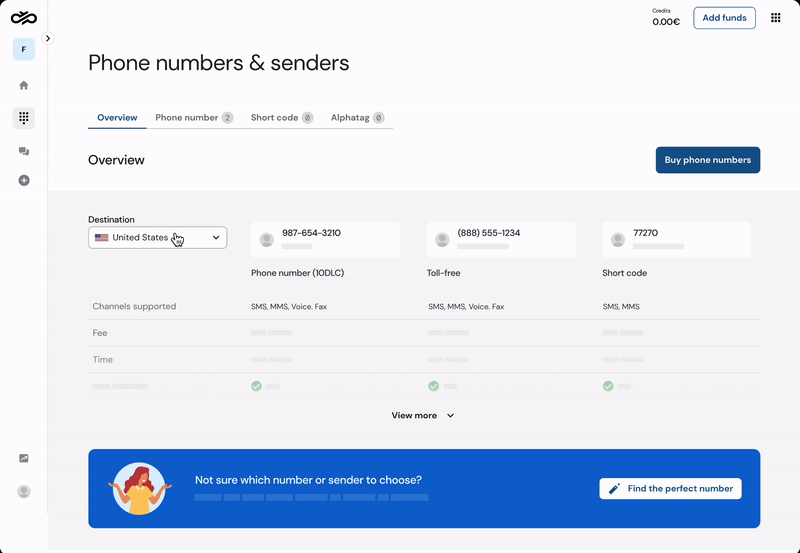 Credits
0.00€
Add funds
F
Phone numbers & senders
Overview
Phone number 2
Short code 0
Alphatag 0
Overview
Buy phone numbers
Destination
United States
987-654-3210
(888) 555-1234
77270
Phone number (10DLC)
Toll-free
Short code
Channels supported
SMS, MMS, Voice. Fax
SMS, MMS, Voice. Fax
SMS, MMS
Fee
Time
View more
Not sure which number or sender to choose?
Find the perfect number